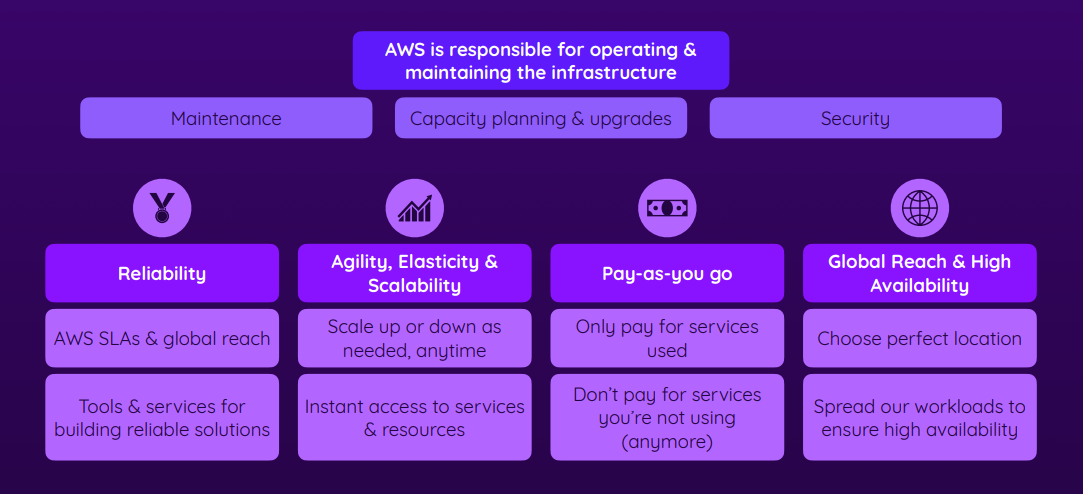 AWS is responsible for operating &
maintaining the infrastructure
Maintenance
Capacity planning & upgrades
Security
Reliability
AWS SLAs & global reach
Tools & services for
building reliable solutions
Agility, Elasticity &
Scalability
Scale up or down as
needed, anytime
Instant access to services
& resources
Pay-as-you go
Only pay for services
used
Don’t pay for services
you’re not using
(anymore)
Global Reach & High
Availability
Choose perfect location
Spread our workloads to
ensure high availability